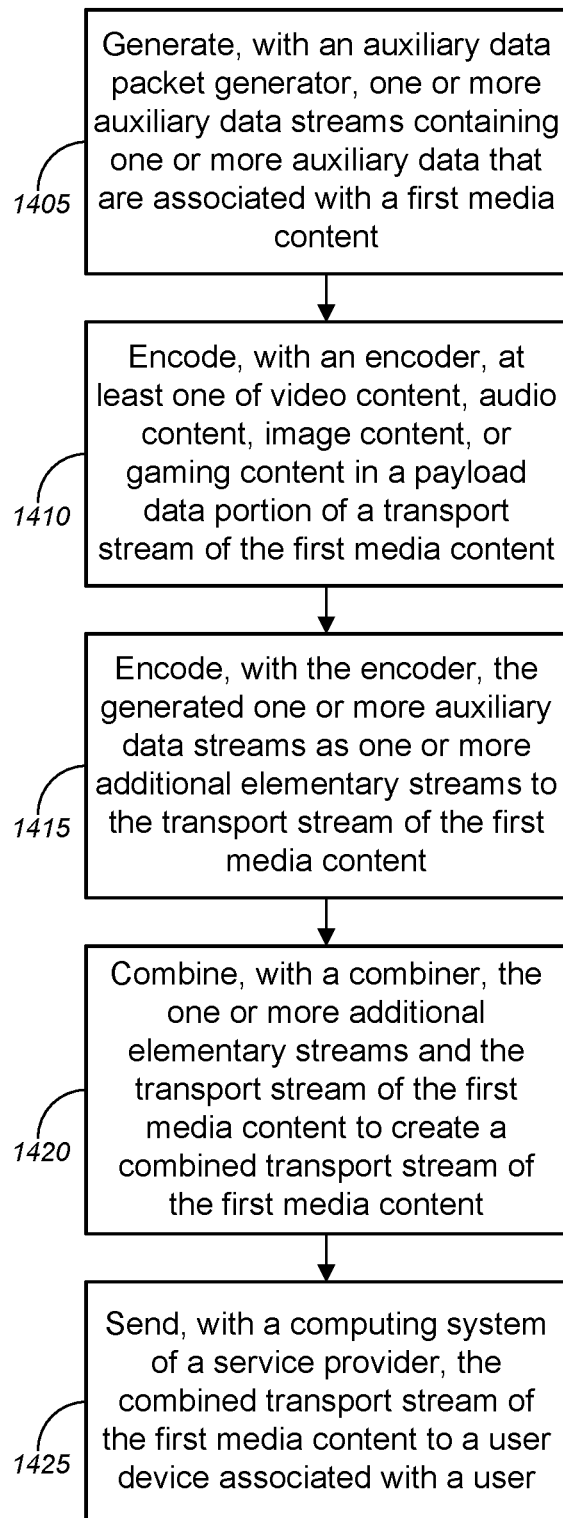 Generate, with an auxiliary data
packet generator, one or more
auxiliary data streams containing
one or more auxiliary data that
are associated with a first media
content
1405
Encode, with an encoder, at
least one of video content, audio
content, image content, or
gaming content in a payload
data portion of a transport
stream of the first media content
1410
Encode, with the encoder, the
generated one or more auxiliary
data streams as one or more
additional elementary streams to
the transport stream of the first
media content
1415
Combine, with a combiner, the
one or more additional
elementary streams and the
transport stream of the first
media content to create a
combined transport stream of
the first media content
1420
Send, with a computing system
of a service provider, the
combined transport stream of
the first media content to a user
device associated with a user
1425